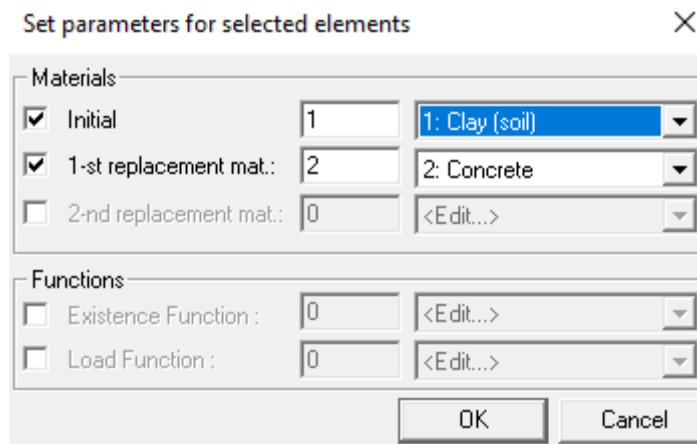 Set parameters for selected elements
Materials
Initial 1 1: Clay (soil)
1-st replacement mat.: 2 2: Concrete
2-nd replacement mat.: 0 <Edit...>
Functions
Existence Function : 0 <Edit...>
Load Function : 0 <Edit...>
OK Cancel